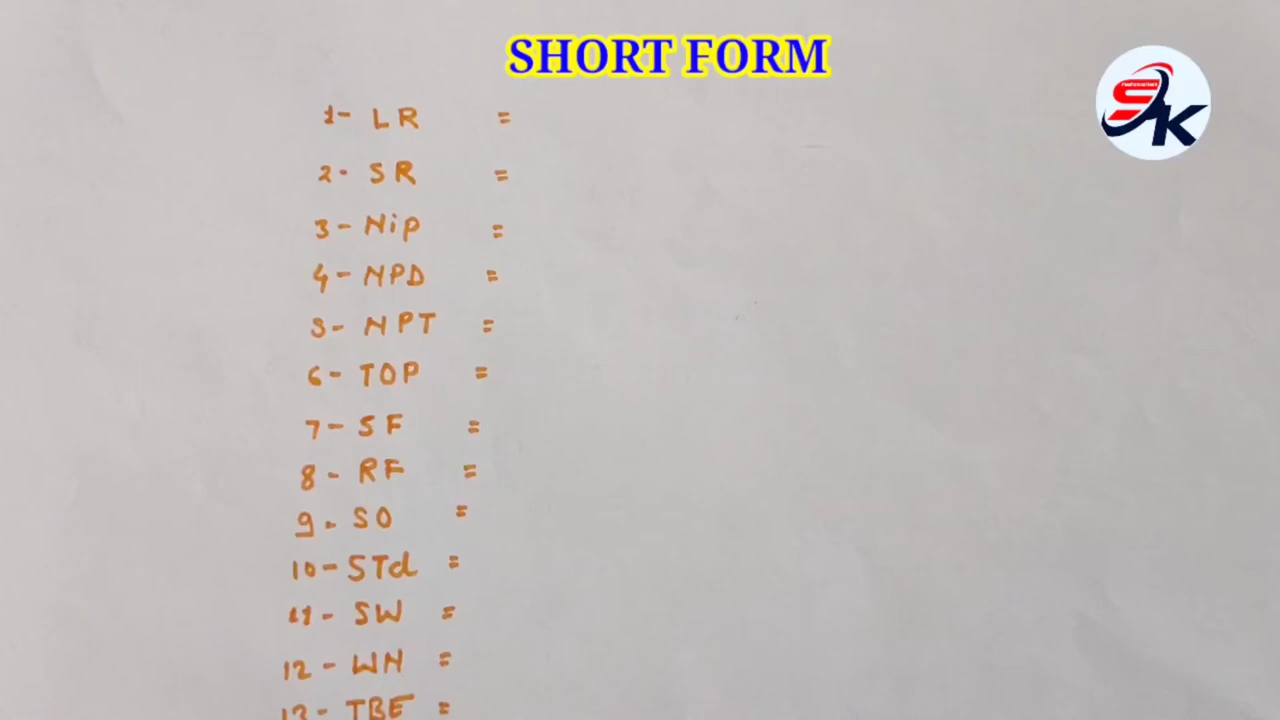 SHORT FORM
1- LR =
2- SR =
3- Nip =
4- NPD =
5- NPT =
6- TOP =
7- SF =
8- RF =
9- SO =
10- STd =
11- SW =
12- WN =
13- TBE =
SK